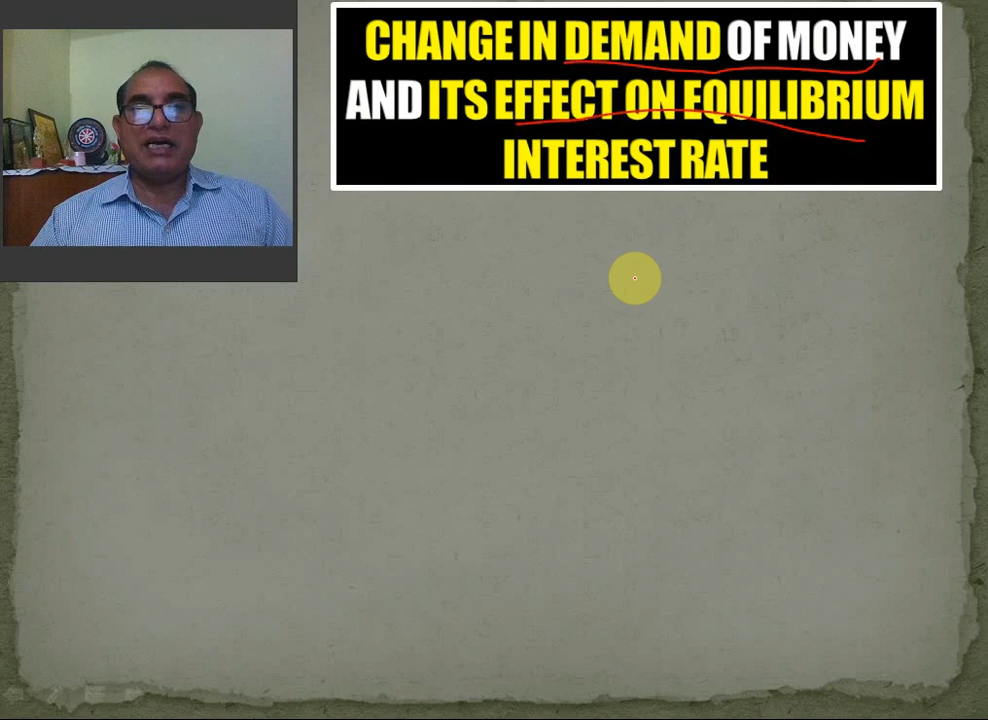 CHANGE IN DEMAND OF MONEY
AND ITS EFFECT ON EQUILIBRIUM
INTEREST RATE